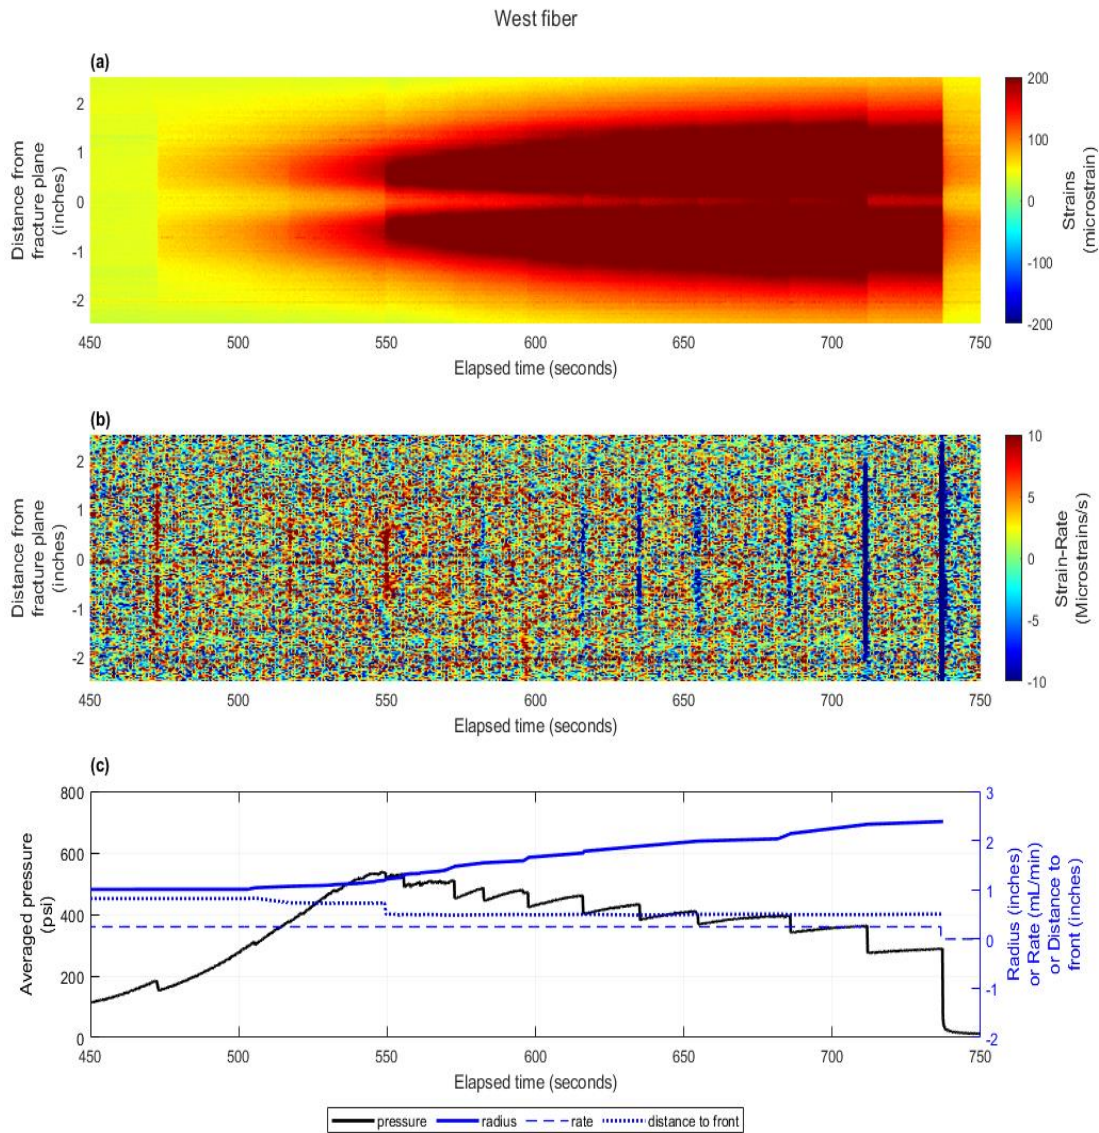 West fiber
(a)
Distance from
fracture plane
(inches)
2
1
0
-1
-2
450 500 550 600 650 700 750
Elapsed time (seconds)
200
100
0
-100
-200
Strains
(microstrain)
(b)
Distance from
fracture plane
(inches)
2
1
0
-1
-2
450 500 550 600 650 700 750
Elapsed time (seconds)
10
5
0
-5
-10
Strain-Rate
(Microstrains/s)
(c)
Averaged pressure
(psi)
800
600
400
200
0
450 500 550 600 650 700 750
Elapsed time (seconds)
3
2
1
0
-1
-2
Radius (inches)
or Rate (mL/min)
or Distance to
front (inches)
pressure radius rate distance to front